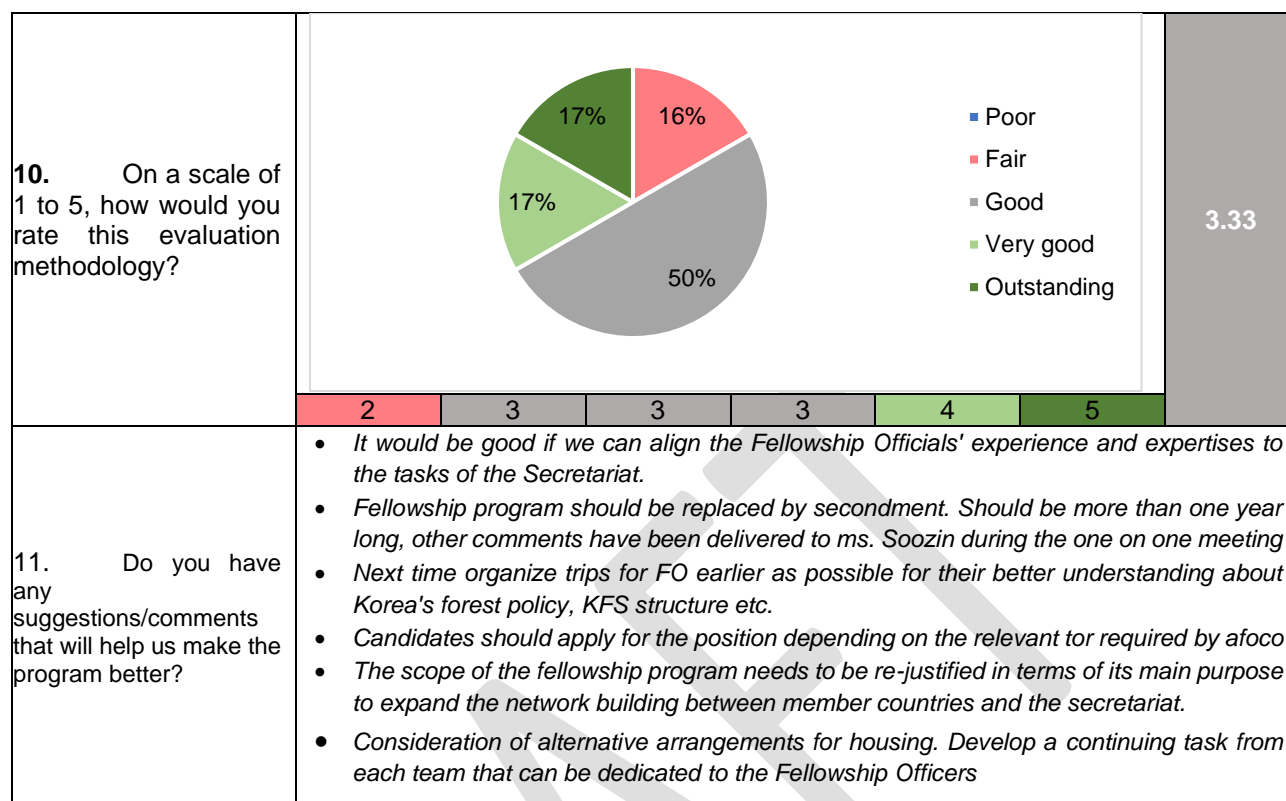 10. On a scale of
1 to 5, how would you
rate this evaluation
methodology?
17%
16%
17%
50%
Poor
Fair
Good
Very good
Outstanding
3.33
2 3 3 3 4 5
11. Do you have
any
suggestions/comments
that will help us make the
program better?
• It would be good if we can align the Fellowship Officials' experience and expertises to
the tasks of the Secretariat.
• Fellowship program should be replaced by secondment. Should be more than one year
long, other comments have been delivered to ms. Soozin during the one on one meeting
• Next time organize trips for FO earlier as possible for their better understanding about
Korea's forest policy, KFS structure etc.
• Candidates should apply for the position depending on the relevant tor required by afoco
• The scope of the fellowship program needs to be re-justified in terms of its main purpose
to expand the network building between member countries and the secretariat.
• Consideration of alternative arrangements for housing. Develop a continuing task from
each team that can be dedicated to the Fellowship Officers